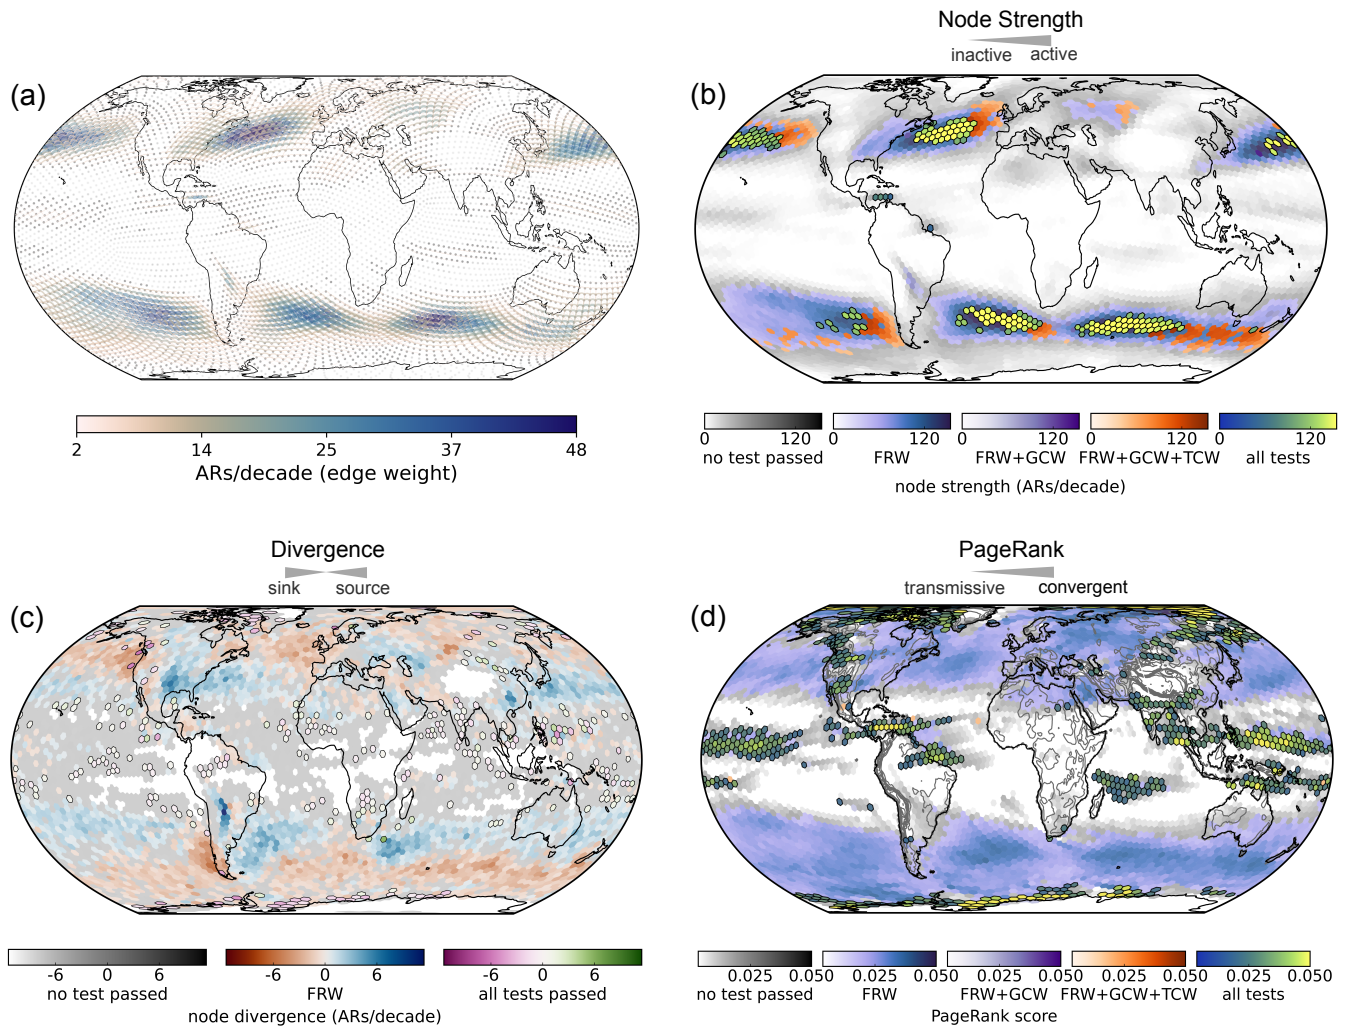 (a)
2 14 25 37 48
ARs/decade (edge weight)
Node Strength
inactive active
(b)
0 120 0 120 0 120 0 120 0 120
no test passed FRW FRW+GCW FRW+GCW+TCW all tests
node strength (ARs/decade)
Divergence
sink source
(c)
-6 0 6 -6 0 6 -6 0 6
no test passed FRW all tests passed
node divergence (ARs/decade)
PageRank
transmissive convergent
(d)
0.025 0.050 0.025 0.050 0.025 0.050 0.025 0.050 0.025 0.050
no test passed FRW FRW+GCW FRW+GCW+TCW all tests
PageRank score